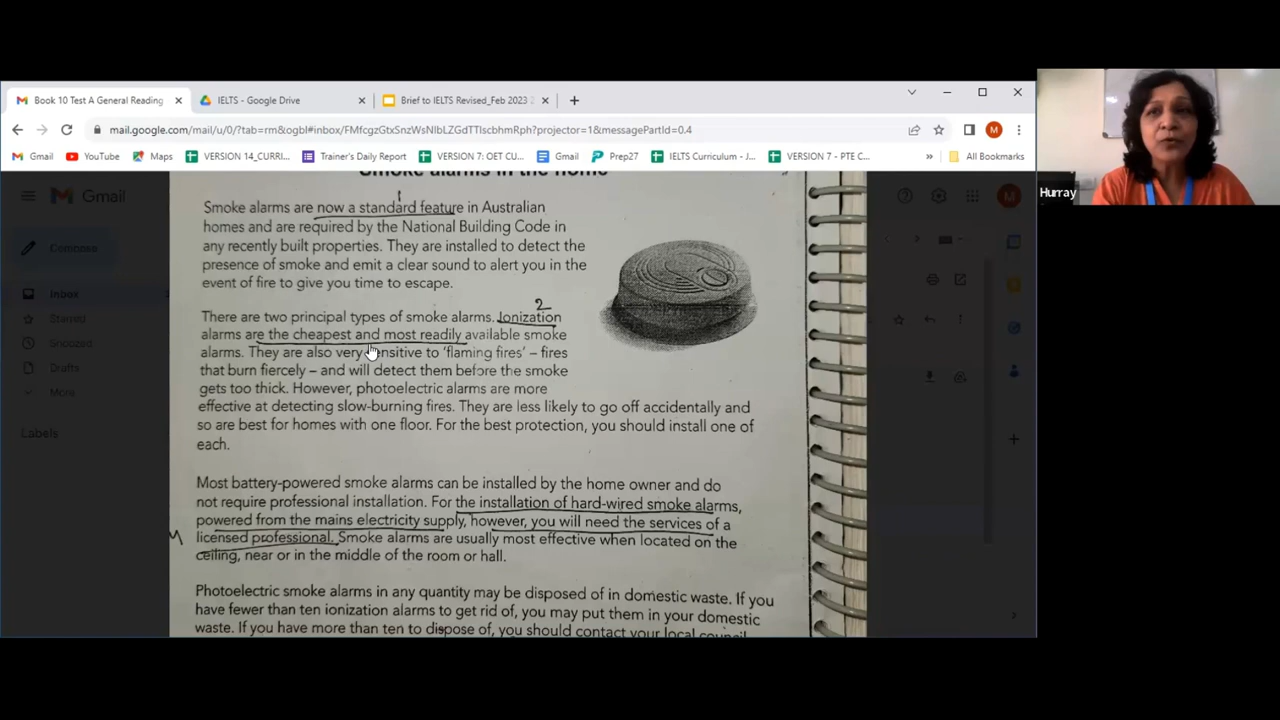 Book 10 Test A General Reading
IELTS - Google Drive
Brief to IELTS Revised_Feb 2023
mail.google.com/mail/u/0/?tab=rm&ogbl#inbox/FMfcgzGtxSnzWsNlbLZGdTTlscbhmRph?projector=1&messagePartId=0.4
M
Gmail
YouTube
Maps
VERSION 14_CURRI...
Trainer's Daily Report
VERSION 7: OET CU...
Gmail
Prep27
IELTS Curriculum - J...
VERSION 7 - PTE C...
»
All Bookmarks
Hurray
Gmail
Compose
Inbox
Starred
Snoozed
Drafts
More
Labels
M
Smoke alarms in the home
1
Smoke alarms are now a standard feature in Australian
homes and are required by the National Building Code in
any recently built properties. They are installed to detect the
presence of smoke and emit a clear sound to alert you in the
event of fire to give you time to escape.
2
There are two principal types of smoke alarms. Ionization
alarms are the cheapest and most readily available smoke
alarms. They are also very sensitive to 'flaming fires' – fires
that burn fiercely – and will detect them before the smoke
gets too thick. However, photoelectric alarms are more
effective at detecting slow-burning fires. They are less likely to go off accidentally and
so are best for homes with one floor. For the best protection, you should install one of
each.
Most battery-powered smoke alarms can be installed by the home owner and do
not require professional installation. For the installation of hard-wired smoke alarms,
powered from the mains electricity supply, however, you will need the services of a
licensed professional. Smoke alarms are usually most effective when located on the
ceiling, near or in the middle of the room or hall.
Photoelectric smoke alarms in any quantity may be disposed of in domestic waste. If you
have fewer than ten ionization alarms to get rid of, you may put them in your domestic
waste. If you have more than ten to dispose of, you should contact your local council